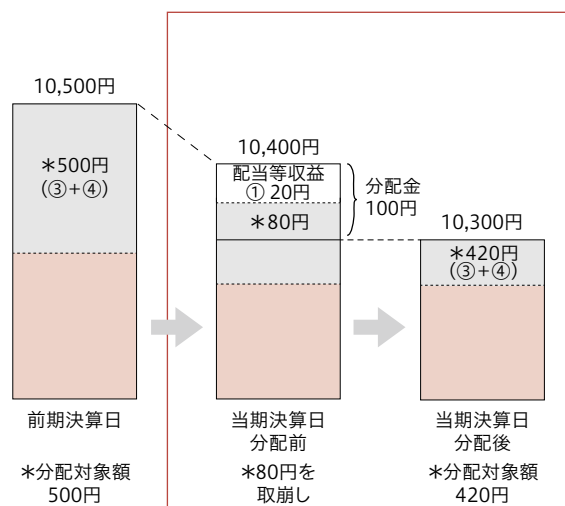 10,500円
＊500円
(③+④)
前期決算日
＊分配対象額
500円
10,400円
配当等収益
① 20円
＊80円
分配金
100円
当期決算日
分配前
＊80円を
取崩し
10,300円
＊420円
(③+④)
当期決算日
分配後
＊分配対象額
420円